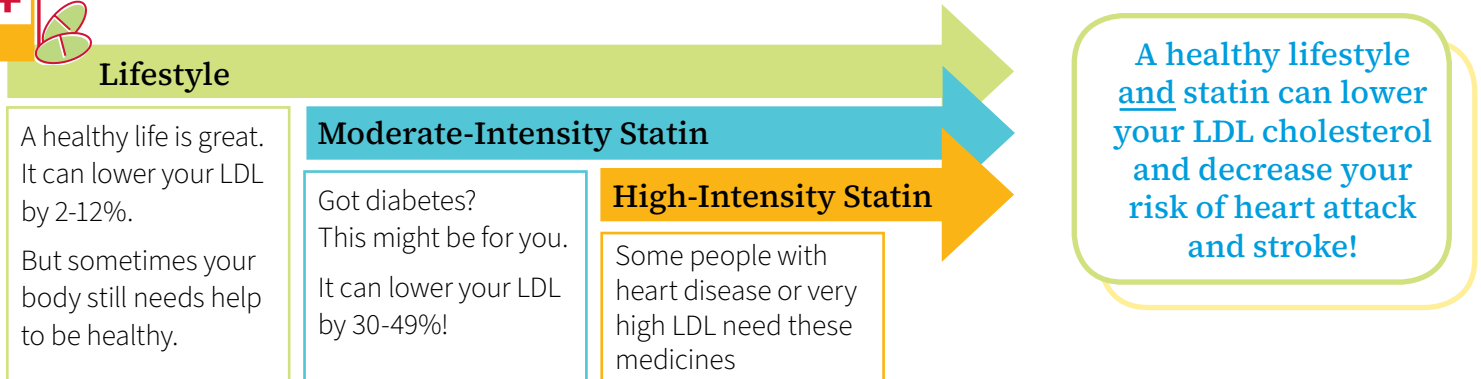 Lifestyle
A healthy life is great.
It can lower your LDL
by 2-12%.
But sometimes your
body still needs help
to be healthy.
Moderate-Intensity Statin
Got diabetes?
This might be for you.
It can lower your LDL
by 30-49%!
High-Intensity Statin
Some people with
heart disease or very
high LDL need these
medicines
A healthy lifestyle
and statin can lower
your LDL cholesterol
and decrease your
risk of heart attack
and stroke!